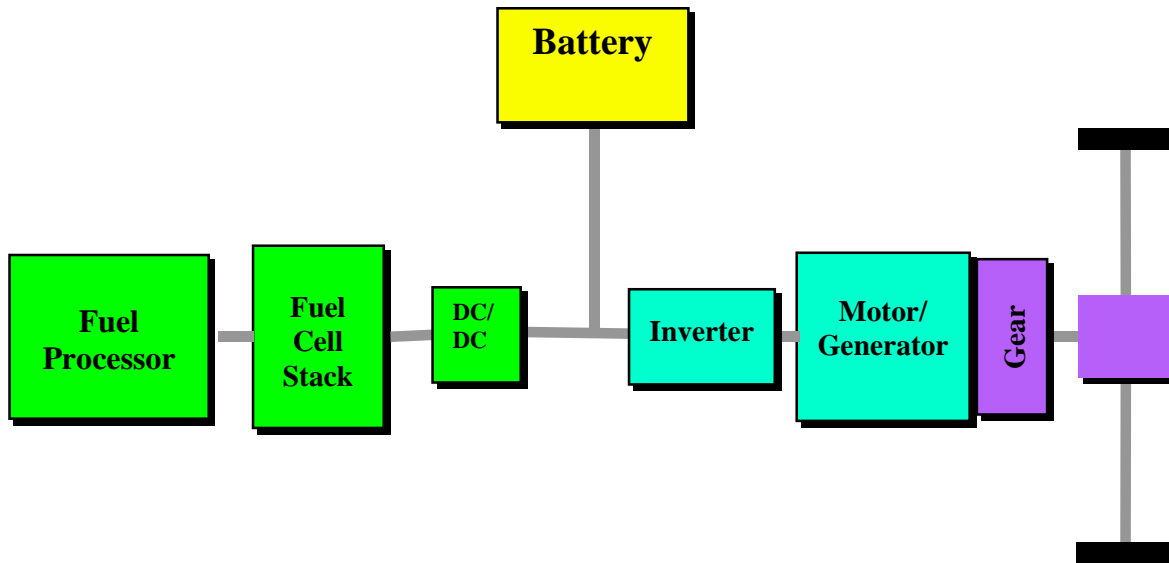 Battery
Fuel
Processor
Fuel
Cell
Stack
DC/
DC
Inverter
Motor/
Generator
Gear